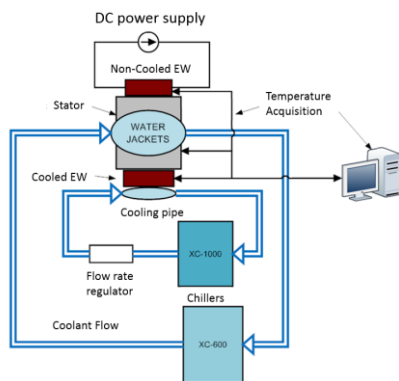 DC power supply
Non-Cooled EW
Stator
Temperature
Acquisition
WATER
JACKETS
Cooled EW
Cooling pipe
XC-1000
Flow rate
regulator
Chillers
Coolant Flow
XC-600